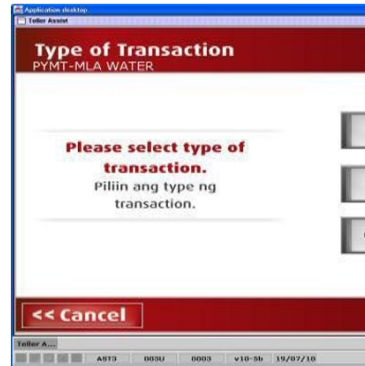 Application desktop
Teller Assist
Type of Transaction
PYMT-MLA WATER
Please select type of
transaction.
Piliin ang type ng
transaction.
<< Cancel
Teller A...
AST3 003U 0003 v10-5b 19/07/10